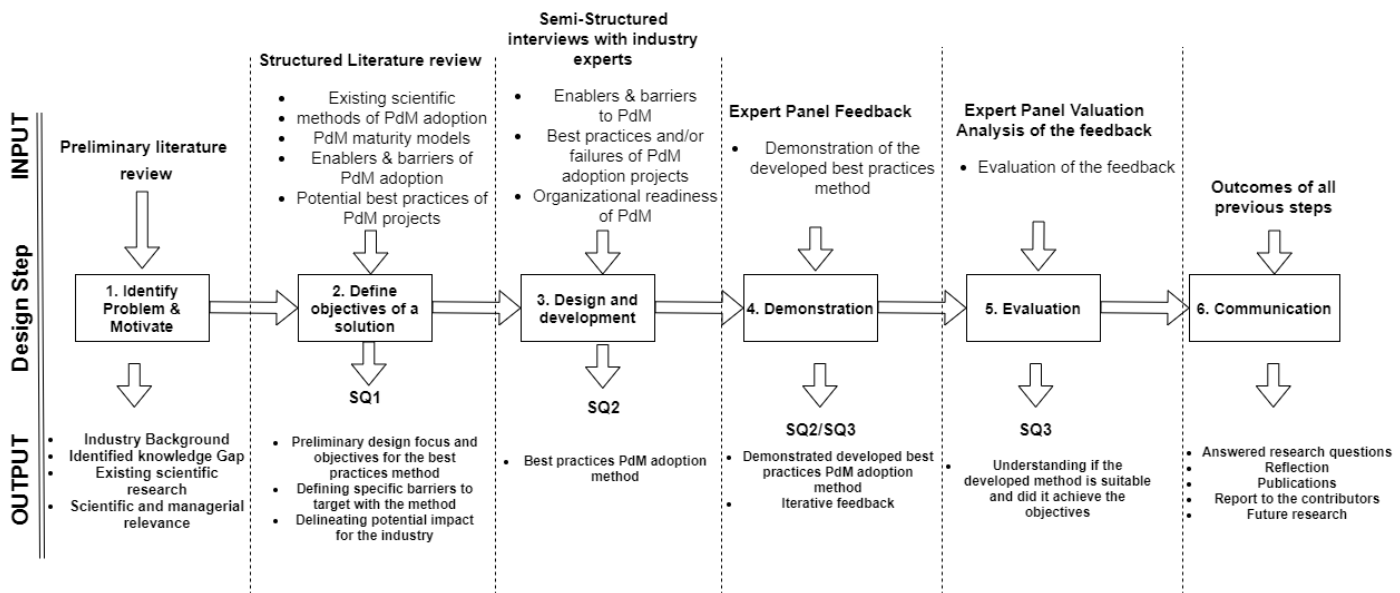 INPUT
Preliminary literature
review
Structured Literature review
• Existing scientific
• methods of PdM adoption
• PdM maturity models
• Enablers & barriers of
PdM adoption
• Potential best practices of
PdM projects
Semi-Structured
interviews with industry
experts
• Enablers & barriers
to PdM
• Best practices and/or
failures of PdM
adoption projects
• Organizational readiness
of PdM
Expert Panel Feedback
• Demonstration of the
developed best practices
method
Expert Panel Valuation
Analysis of the feedback
• Evaluation of the feedback
Outcomes of all
previous steps
Design Step
1. Identify
Problem &
Motivate
2. Define
objectives of a
solution
3. Design and
development
4. Demonstration
5. Evaluation
6. Communication
OUTPUT
• Industry Background
• Identified knowledge Gap
• Existing scientific
research
• Scientific and managerial
relevance
SQ1
• Preliminary design focus and
objectives for the best
practices method
• Defining specific barriers to
target with the method
• Delineating potential impact
for the industry
SQ2
• Best practices PdM adoption
method
SQ2/SQ3
• Demonstrated developed best
practices PdM adoption
method
• Iterative feedback
SQ3
• Understanding if the
developed method is suitable
and did it achieve the
objectives
• Answered research questions
• Reflection
• Publications
• Report to the contributors
• Future research